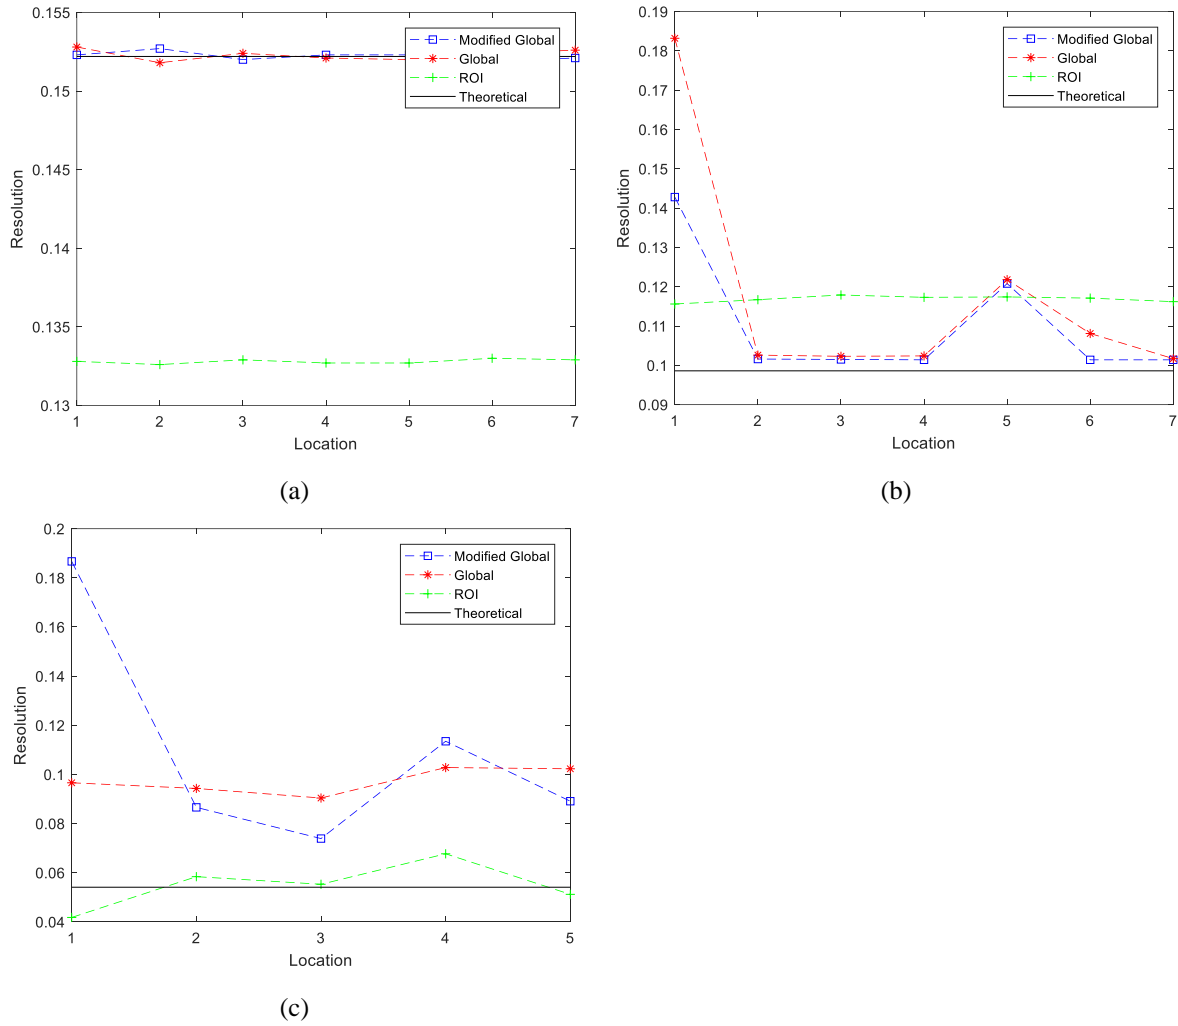 0.155
0.15
0.145
0.14
0.135
0.13
Resolution
1 2 3 4 5 6 7
Location
Modified Global
Global
ROI
Theoretical
(a)
0.19
0.18
0.17
0.16
0.15
0.14
0.13
0.12
0.11
0.1
0.09
Resolution
1 2 3 4 5 6 7
Location
Modified Global
Global
ROI
Theoretical
(b)
0.2
0.18
0.16
0.14
0.12
0.1
0.08
0.06
0.04
Resolution
1 2 3 4 5
Location
Modified Global
Global
ROI
Theoretical
(c)